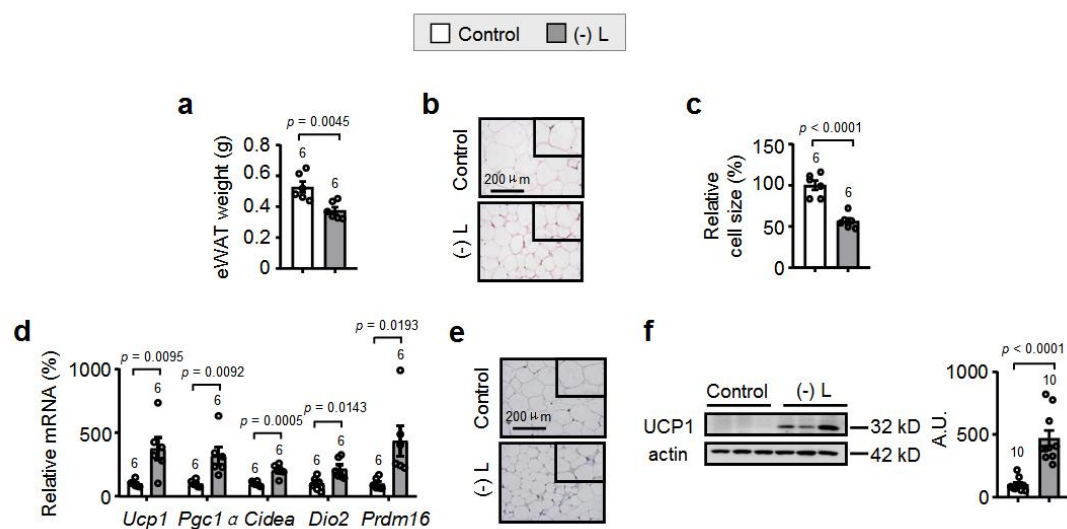 Control (-) L
a
p = 0.0045
eWAT weight (g)
0.8
0.6
0.4
0.2
0
6
6
b
Control
200 μm
(-) L
c
p < 0.0001
Relative
cell size (%)
150
100
50
0
6
6
d
Relative mRNA (%)
1000
500
0
p = 0.0095
p = 0.0092
p = 0.0005
p = 0.0143
p = 0.0193
6 6 6 6 6 6 6 6 6 6
Ucp1 Pgc1 α Cidea Dio2 Prdm16
e
Control
200 μm
(-) L
f
Control (-) L
UCP1 32 kD
actin 42 kD
p < 0.0001
A.U.
1000
500
0
10
10